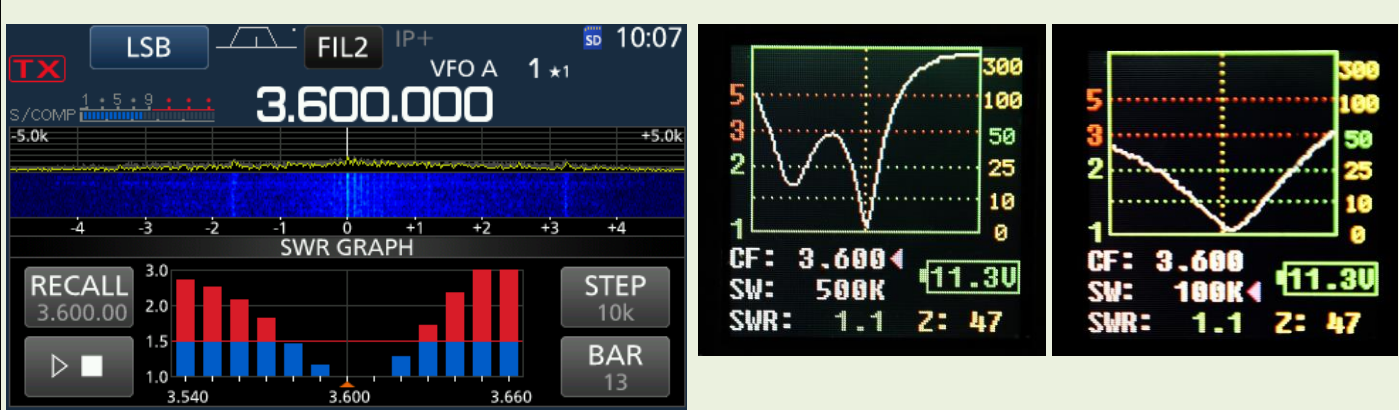 LSB FIL2 IP+ SD 10:07
TX VFO A 1 ★1
S/COMP 1 5 9 3.600.000
-5.0k +5.0k
-4 -3 -2 -1 0 +1 +2 +3 +4
SWR GRAPH
RECALL
3.600.00
3.0
2.0
1.5
1.0
3.540 3.600 3.660
STEP
10k
BAR
13
5
3
2
1
300
100
50
25
10
0
CF: 3.600
SW: 500K
11.3V
SWR: 1.1 Z: 47
5
3
2
1
300
100
50
25
10
0
CF: 3.600
SW: 100K
11.3V
SWR: 1.1 Z: 47